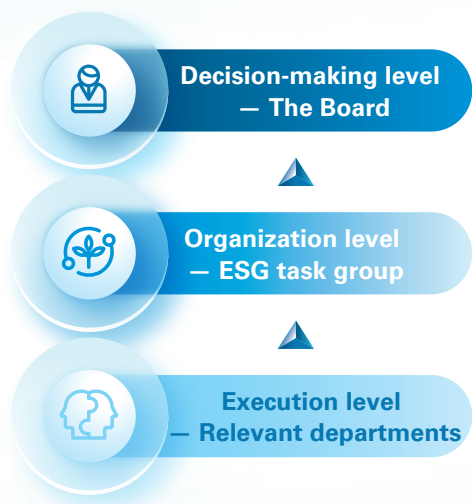 Decision-making level
— The Board
Organization level
— ESG task group
Execution level
— Relevant departments